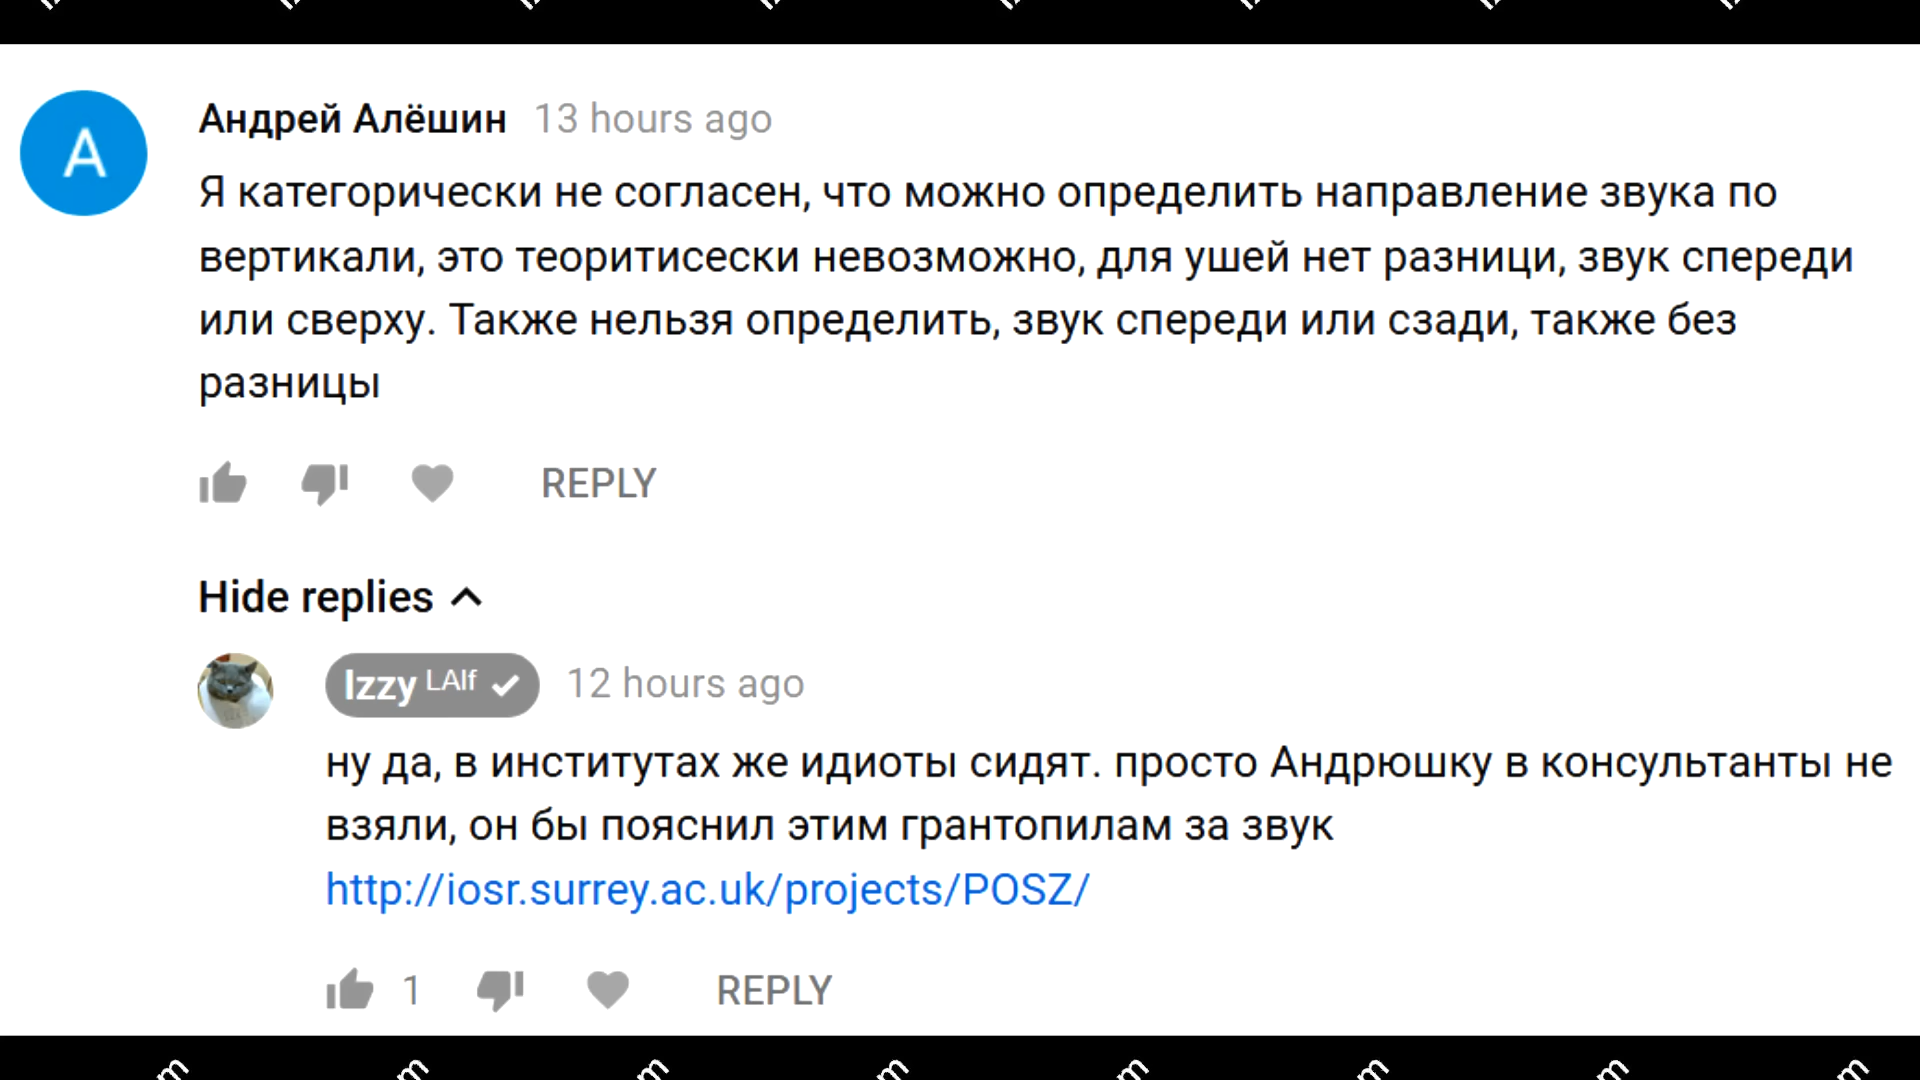 A
Андрей Алёшин 13 hours ago
Я категорически не согласен, что можно определить направление звука по
вертикали, это теоритисески невозможно, для ушей нет разници, звук спереди
или сверху. Также нельзя определить, звук спереди или сзади, также без
разницы
REPLY
Hide replies
Izzy LAIf 12 hours ago
ну да, в институтах же идиоты сидят. просто Андрюшку в консультанты не
взяли, он бы пояснил этим грантопилам за звук
http://iosr.surrey.ac.uk/projects/POSZ/
1 REPLY